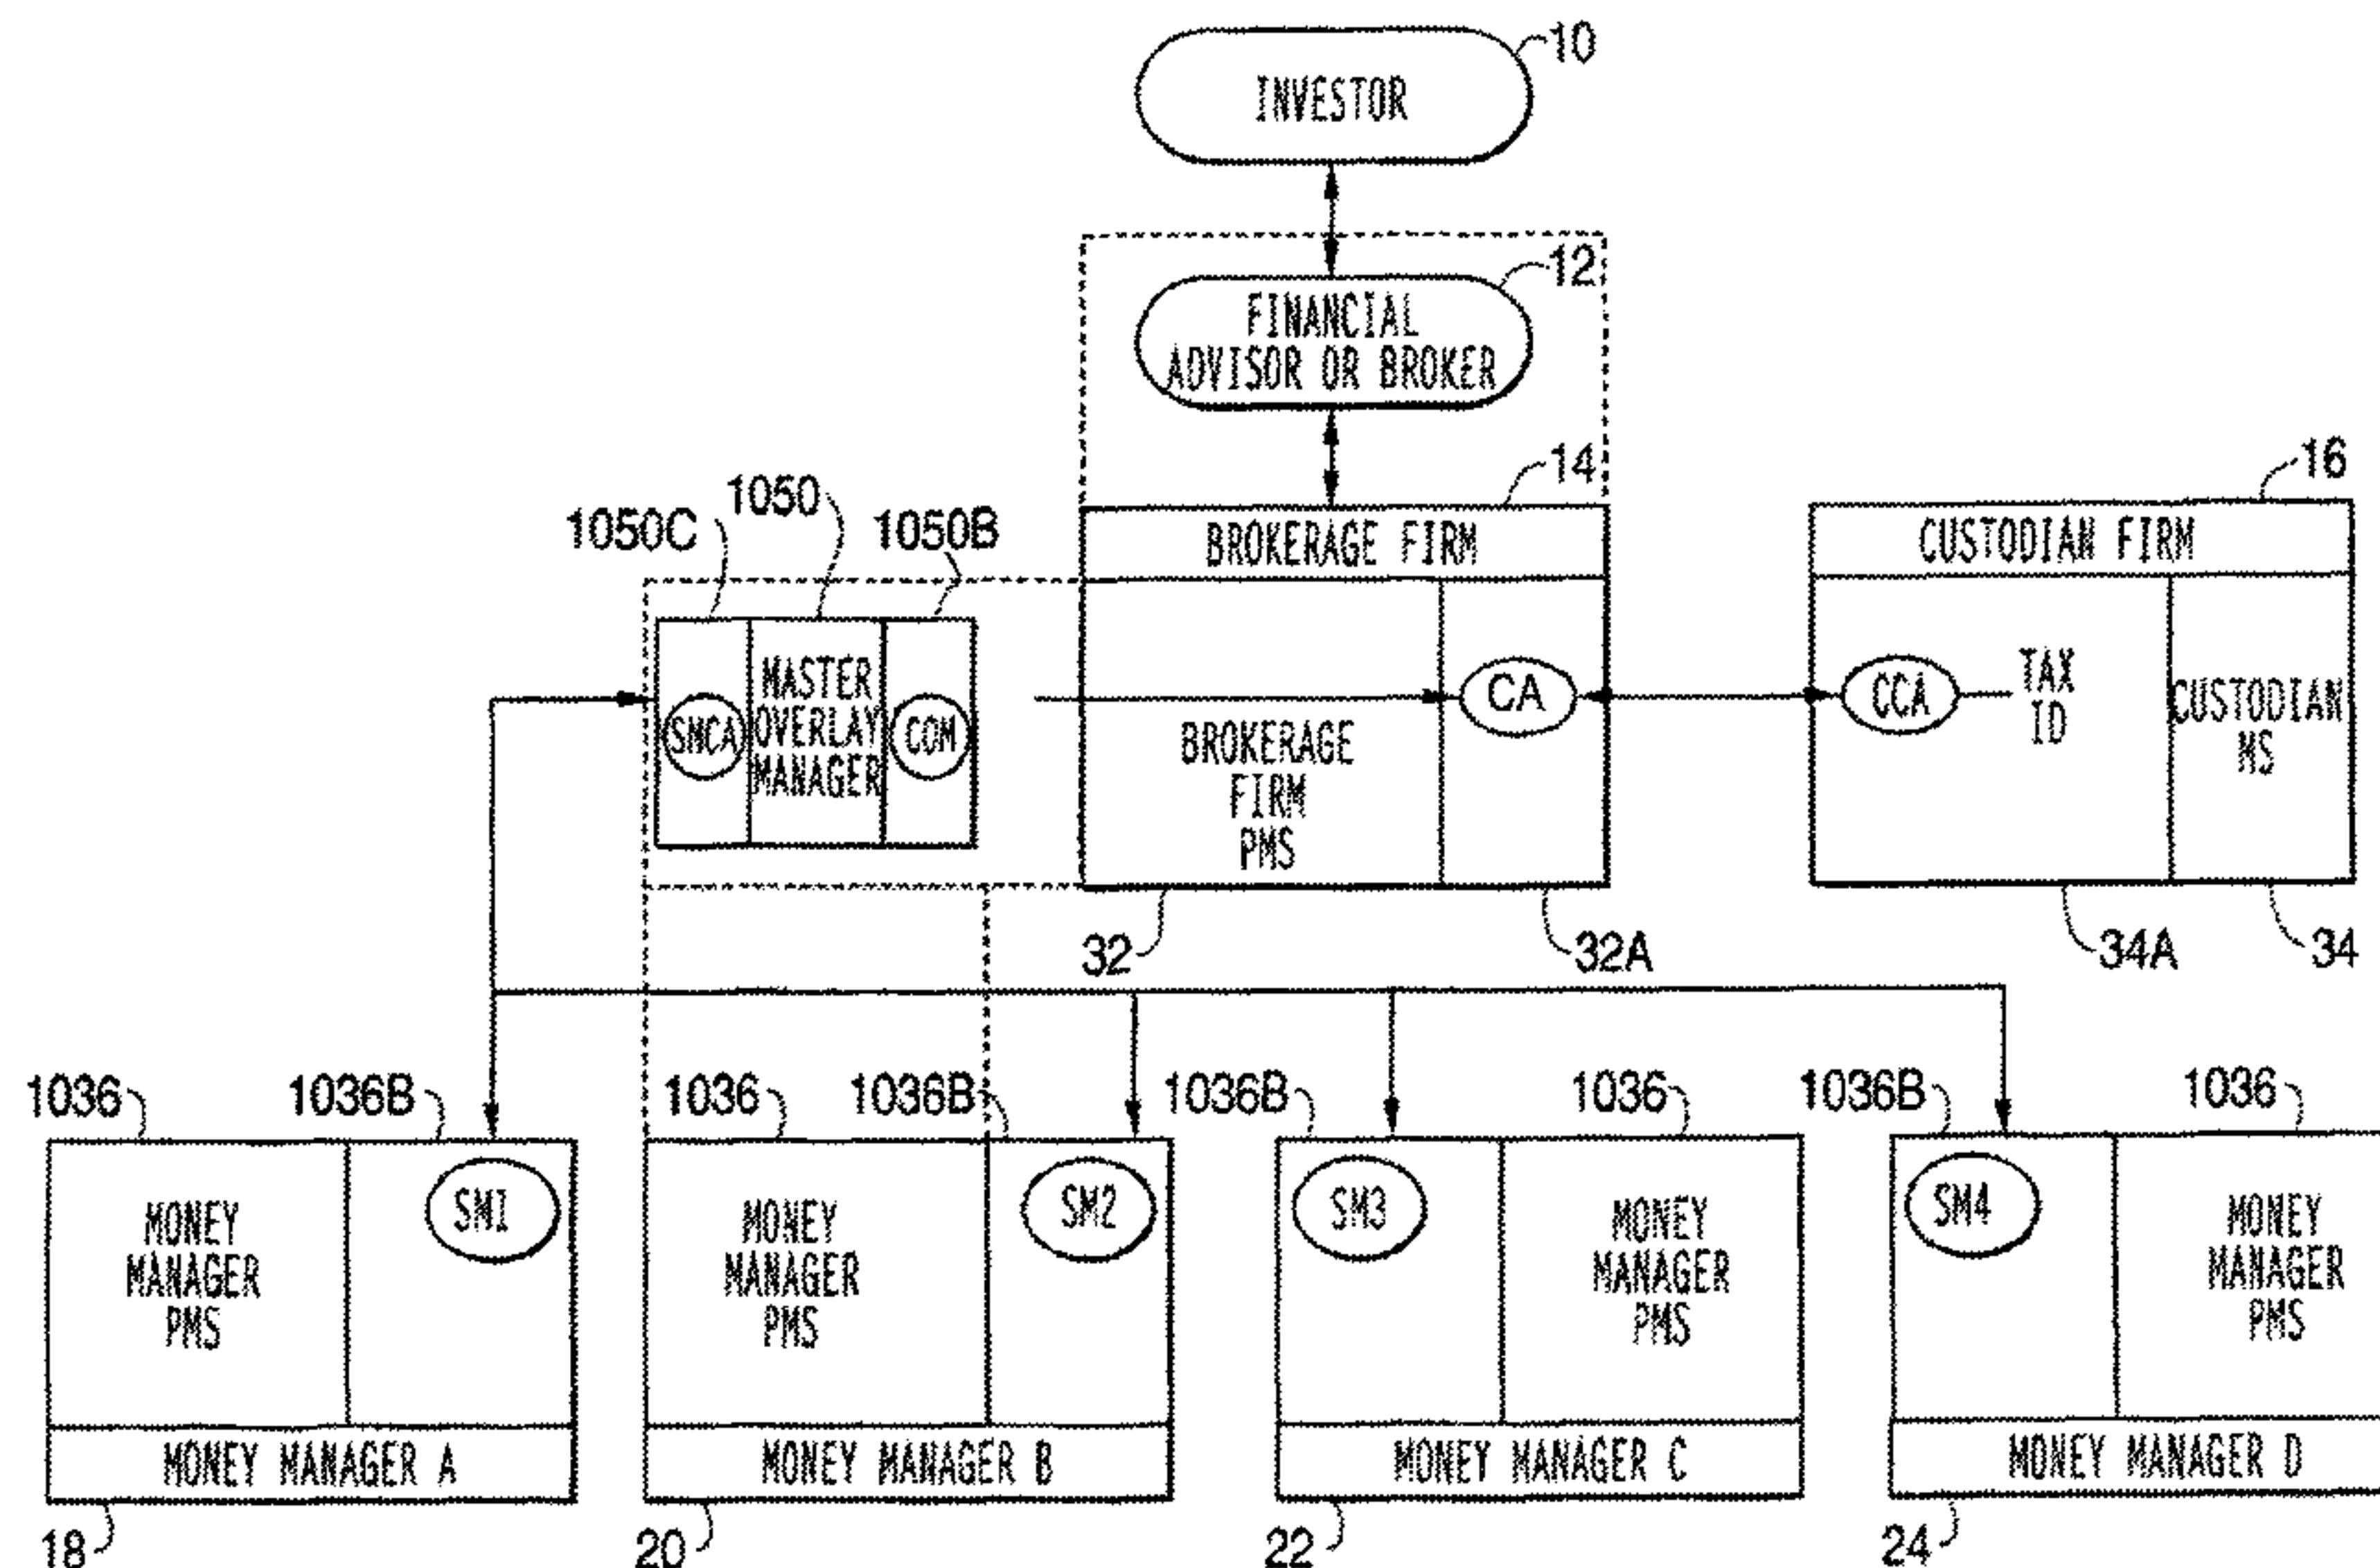 10
INVESTOR
12
FINANCIAL
ADVISOR OR BROKER
14
16
1050C
1050
1050B
BROKERAGE FIRM
CUSTODIAN FIRM
SMCA
MASTER
OVERLAY
MANAGER
COM
BROKERAGE
FIRM
PMS
CA
CCA
TAX
ID
CUSTODIAN
MS
32
32A
34A
34
1036
1036B
1036
1036B
1036B
1036
1036B
1036
MONEY
MANAGER
PMS
SM1
MONEY
MANAGER
PMS
SM2
SM3
MONEY
MANAGER
PMS
SM4
MONEY
MANAGER
PMS
MONEY MANAGER A
MONEY MANAGER B
MONEY MANAGER C
MONEY MANAGER D
18
20
22
24